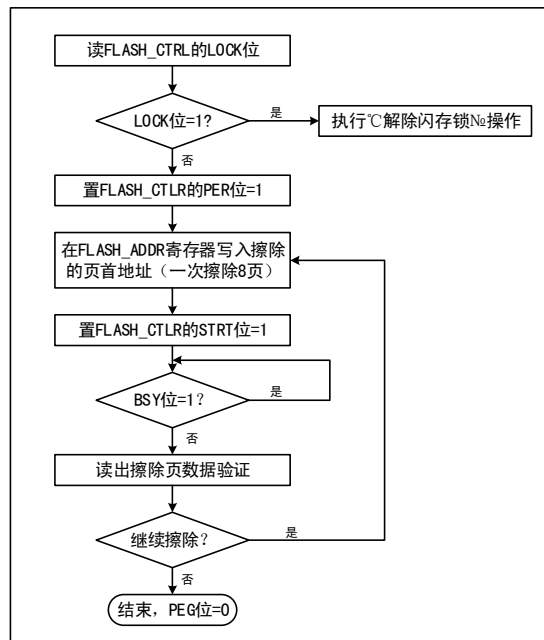 读FLASH_CTRL的LOCK位
LOCK位=1?
是
执行℃解除闪存锁№操作
否
置FLASH_CTLR的PER位=1
在FLASH_ADDR寄存器写入擦除
的页首地址（一次擦除8页）
置FLASH_CTLR的STRT位=1
BSY位=1?
是
否
读出擦除页数据验证
继续擦除?
是
否
结束，PEG位=0